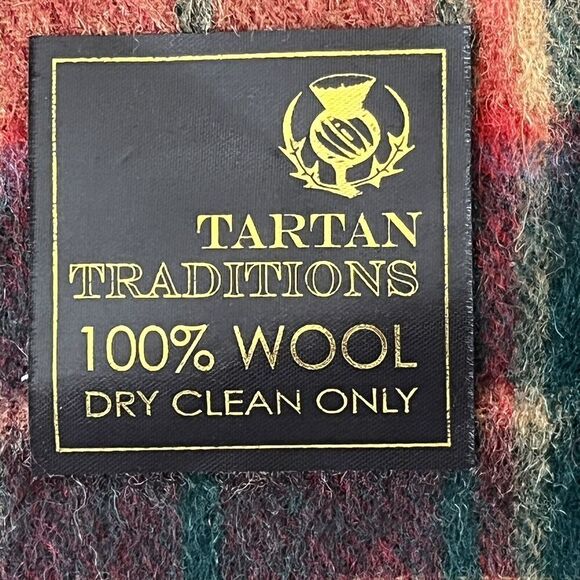 TARTAN
TRADITIONS
100% WOOL
DRY CLEAN ONLY